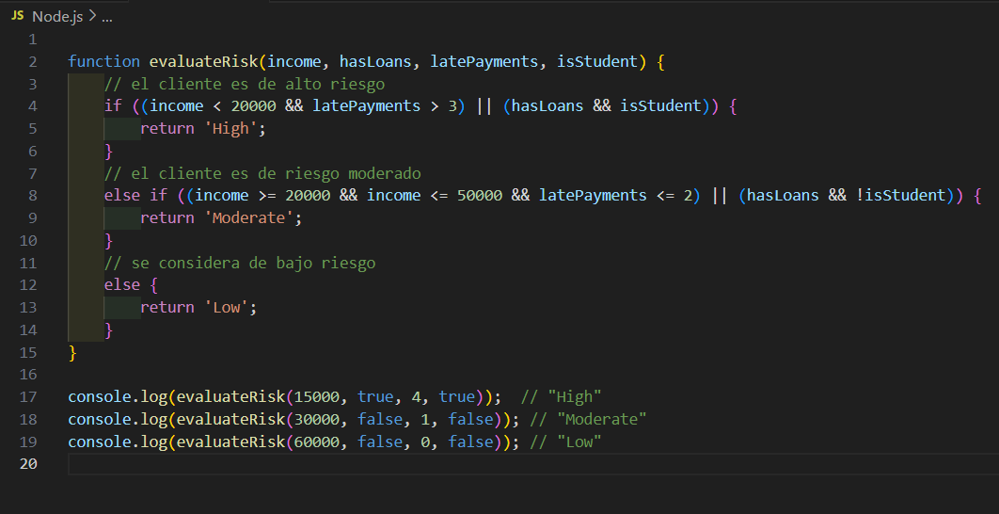 JS Node.js > ...
1
2 function evaluateRisk(income, hasLoans, latePayments, isStudent) {
3     // el cliente es de alto riesgo
4     if ((income < 20000 && latePayments > 3) || (hasLoans && isStudent)) {
5         return 'High';
6     }
7     // el cliente es de riesgo moderado
8     else if ((income >= 20000 && income <= 50000 && latePayments <= 2) || (hasLoans && !isStudent)) {
9         return 'Moderate';
10     }
11     // se considera de bajo riesgo
12     else {
13         return 'Low';
14     }
15 }
16
17 console.log(evaluateRisk(15000, true, 4, true));  // "High"
18 console.log(evaluateRisk(30000, false, 1, false)); // "Moderate"
19 console.log(evaluateRisk(60000, false, 0, false)); // "Low"
20